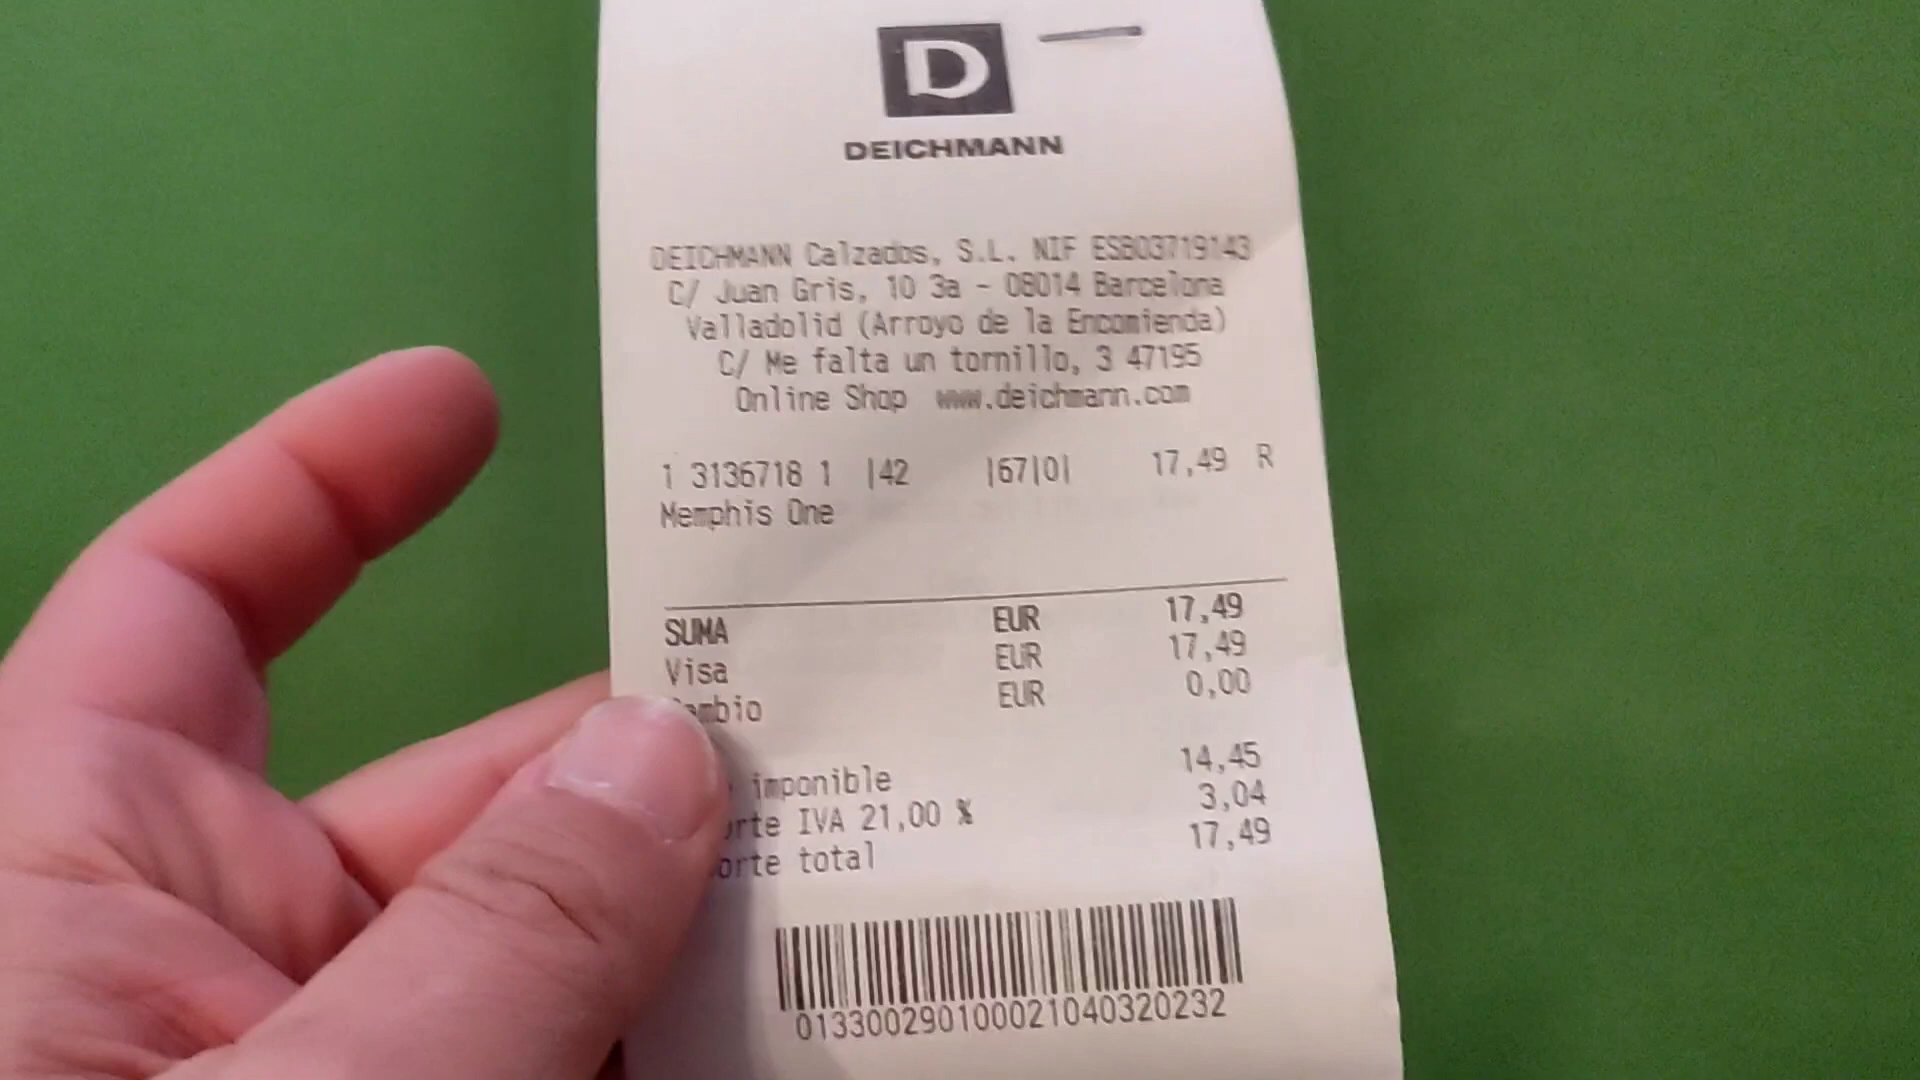 D
DEICHMANN
DEICHMANN Calzados, S.L. NIF ESB03719143
C/ Juan Gris, 10 3a - 08014 Barcelona
Valladolid (Arroyo de la Encomienda)
C/ Me falta un tornillo, 3 47195
Online Shop www.deichmann.com
1 3136718 1 |42 |67|0| 17,49 R
Memphis One
SUMA EUR 17,49
Visa EUR 17,49
ambio EUR 0,00
imponible 14,45
orte IVA 21,00 % 3,04
orte total 17,49
013300290100021040320232